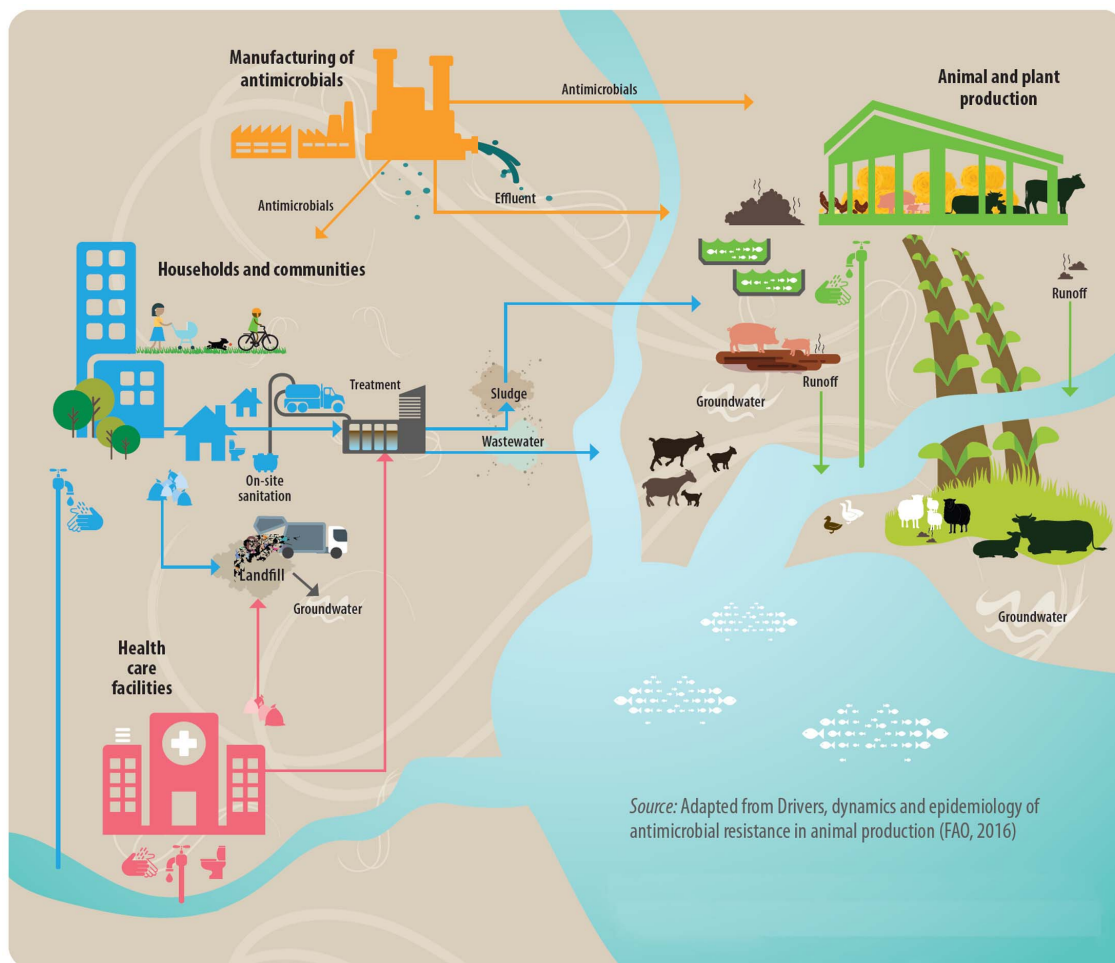 Manufacturing of
antimicrobials
Antimicrobials
Animal and plant
production
Antimicrobials
Effluent
Households and communities
Runoff
Treatment
Sludge
Runoff
Groundwater
Wastewater
On-site
sanitation
Landfill
Groundwater
Groundwater
Health
care
facilities
Source: Adapted from Drivers, dynamics and epidemiology of
antimicrobial resistance in animal production (FAO, 2016)